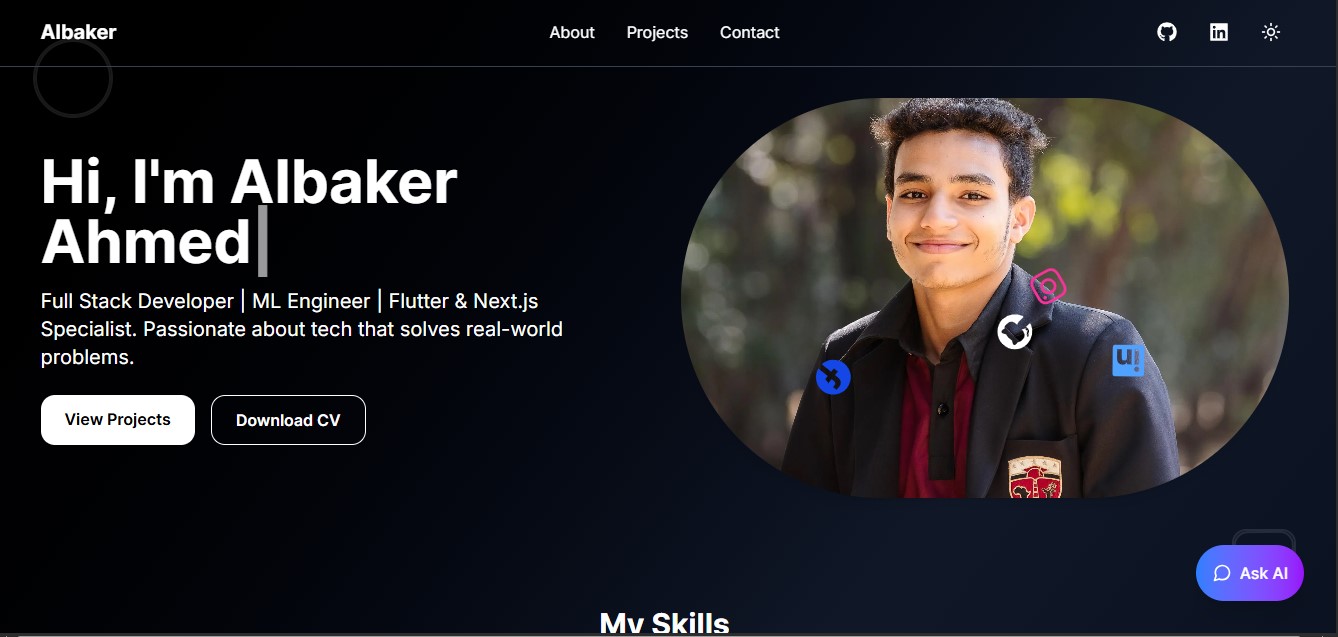 Albaker
About Projects Contact
Hi, I'm Albaker
Ahmed
Full Stack Developer | ML Engineer | Flutter & Next.js
Specialist. Passionate about tech that solves real-world
problems.
View Projects Download CV
Ask AI
My Skills